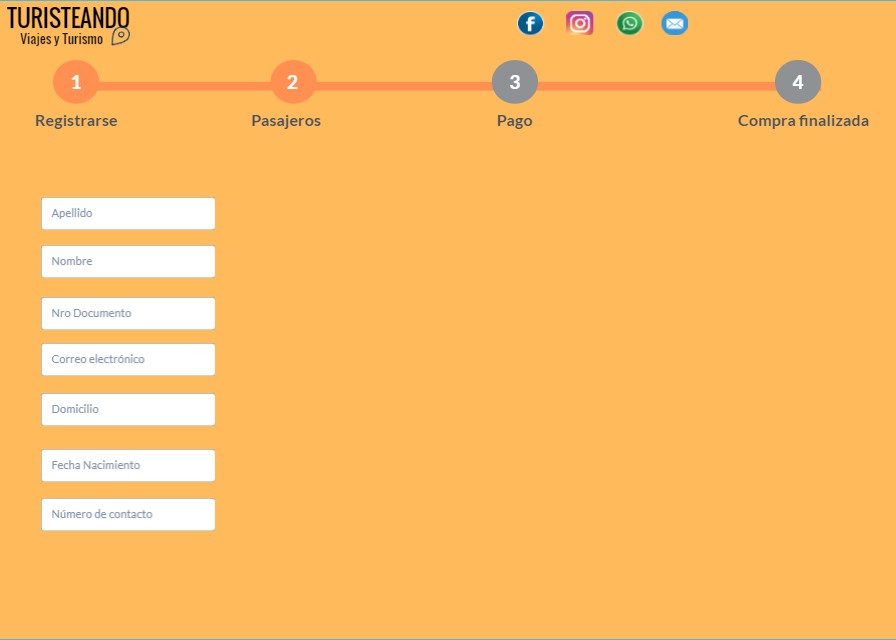 TURISTEANDO
Viajes y Turismo
1 2 3 4
Registrarse Pasajeros Pago Compra finalizada
Apellido
Nombre
Nro Documento
Correo electrónico
Domicilio
Fecha Nacimiento
Número de contacto